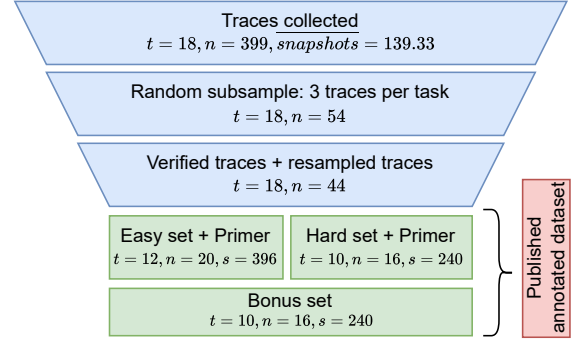 Traces collected
t = 18, n = 399, \overline{snapshots} = 139.33
Random subsample: 3 traces per task
t = 18, n = 54
Verified traces + resampled traces
t = 18, n = 44
Easy set + Primer
t = 12, n = 20, s = 396
Hard set + Primer
t = 10, n = 16, s = 240
Bonus set
t = 10, n = 16, s = 240
Published
annotated dataset